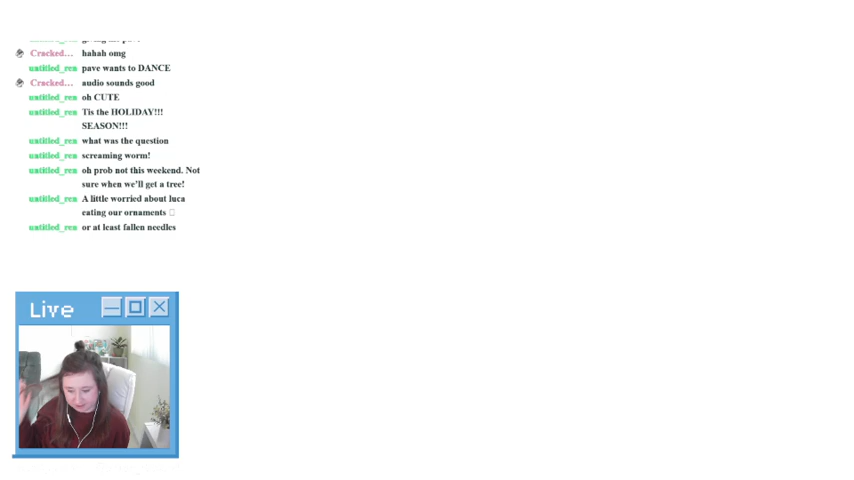 Cracked... hahah omg
untitled_ren pave wants to DANCE
Cracked... audio sounds good
untitled_ren oh CUTE
untitled_ren Tis the HOLIDAY!!!
SEASON!!!
untitled_ren what was the question
untitled_ren screaming worm!
untitled_ren oh prob not this weekend. Not
sure when we'll get a tree!
untitled_ren A little worried about luca
eating our ornaments
untitled_ren or at least fallen needles
Live